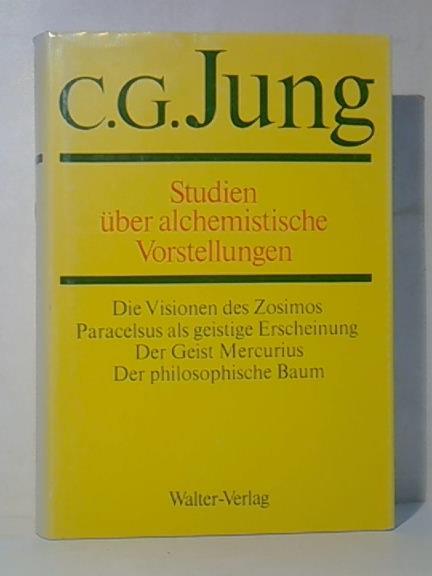 C.G. Jung
Studien
über alchemistische
Vorstellungen
Die Visionen des Zosimos
Paracelsus als geistige Erscheinung
Der Geist Mercurius
Der philosophische Baum
Walter-Verlag